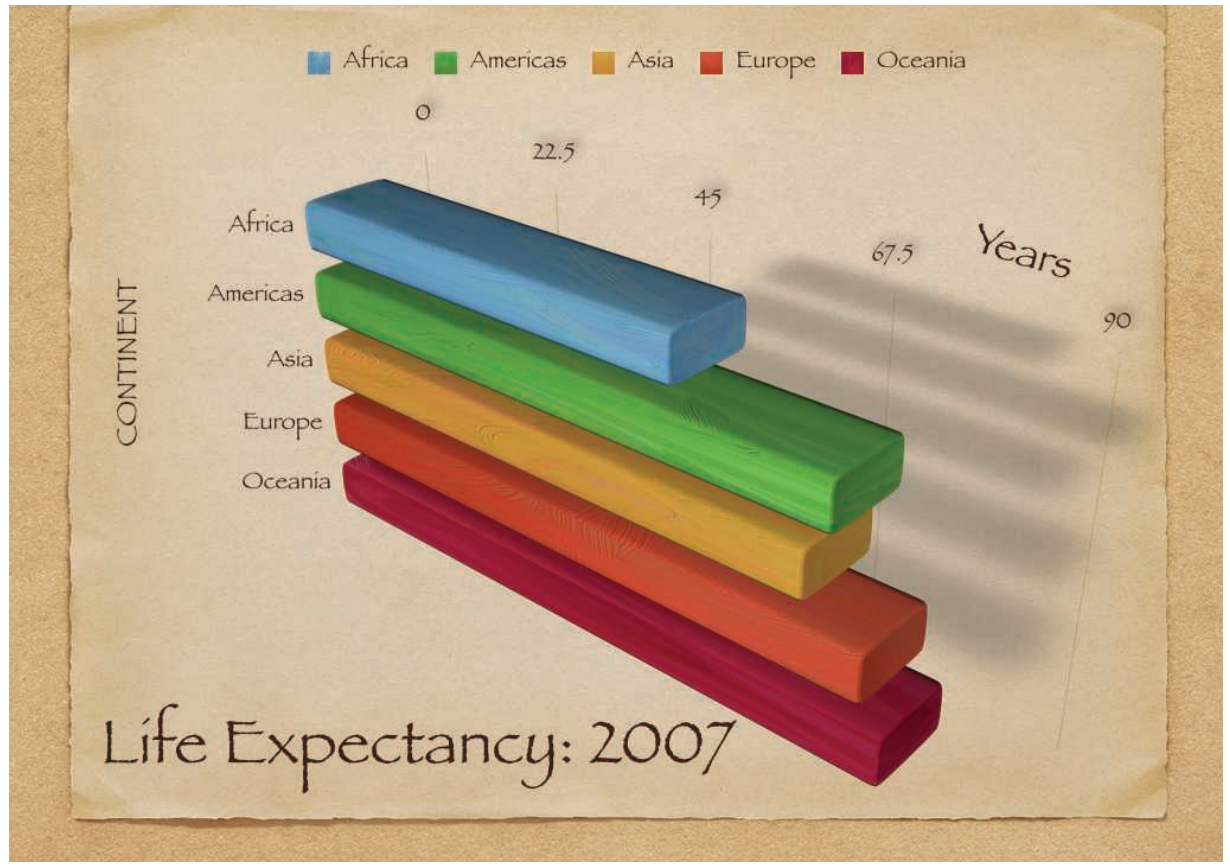 Africa Americas Asia Europe Oceania
0
22.5
45
67.5
90
Years
CONTINENT
Africa
Americas
Asia
Europe
Oceania
Life Expectancy: 2007